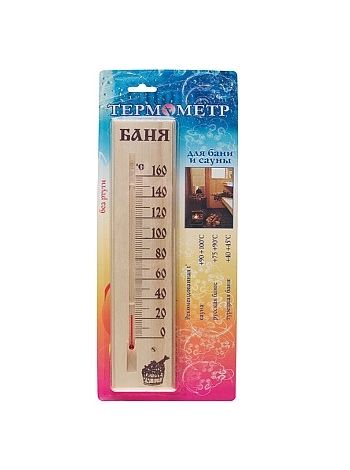 ТЕРМОМЕТР
БАНЯ
для бани
и сауны
без ртути
°C
160
140
120
100
80
60
40
20
0
Рекомендованная t°
сауна +90 +100°C
русская баня +75 +90°C
турецкая баня +40 +45°C